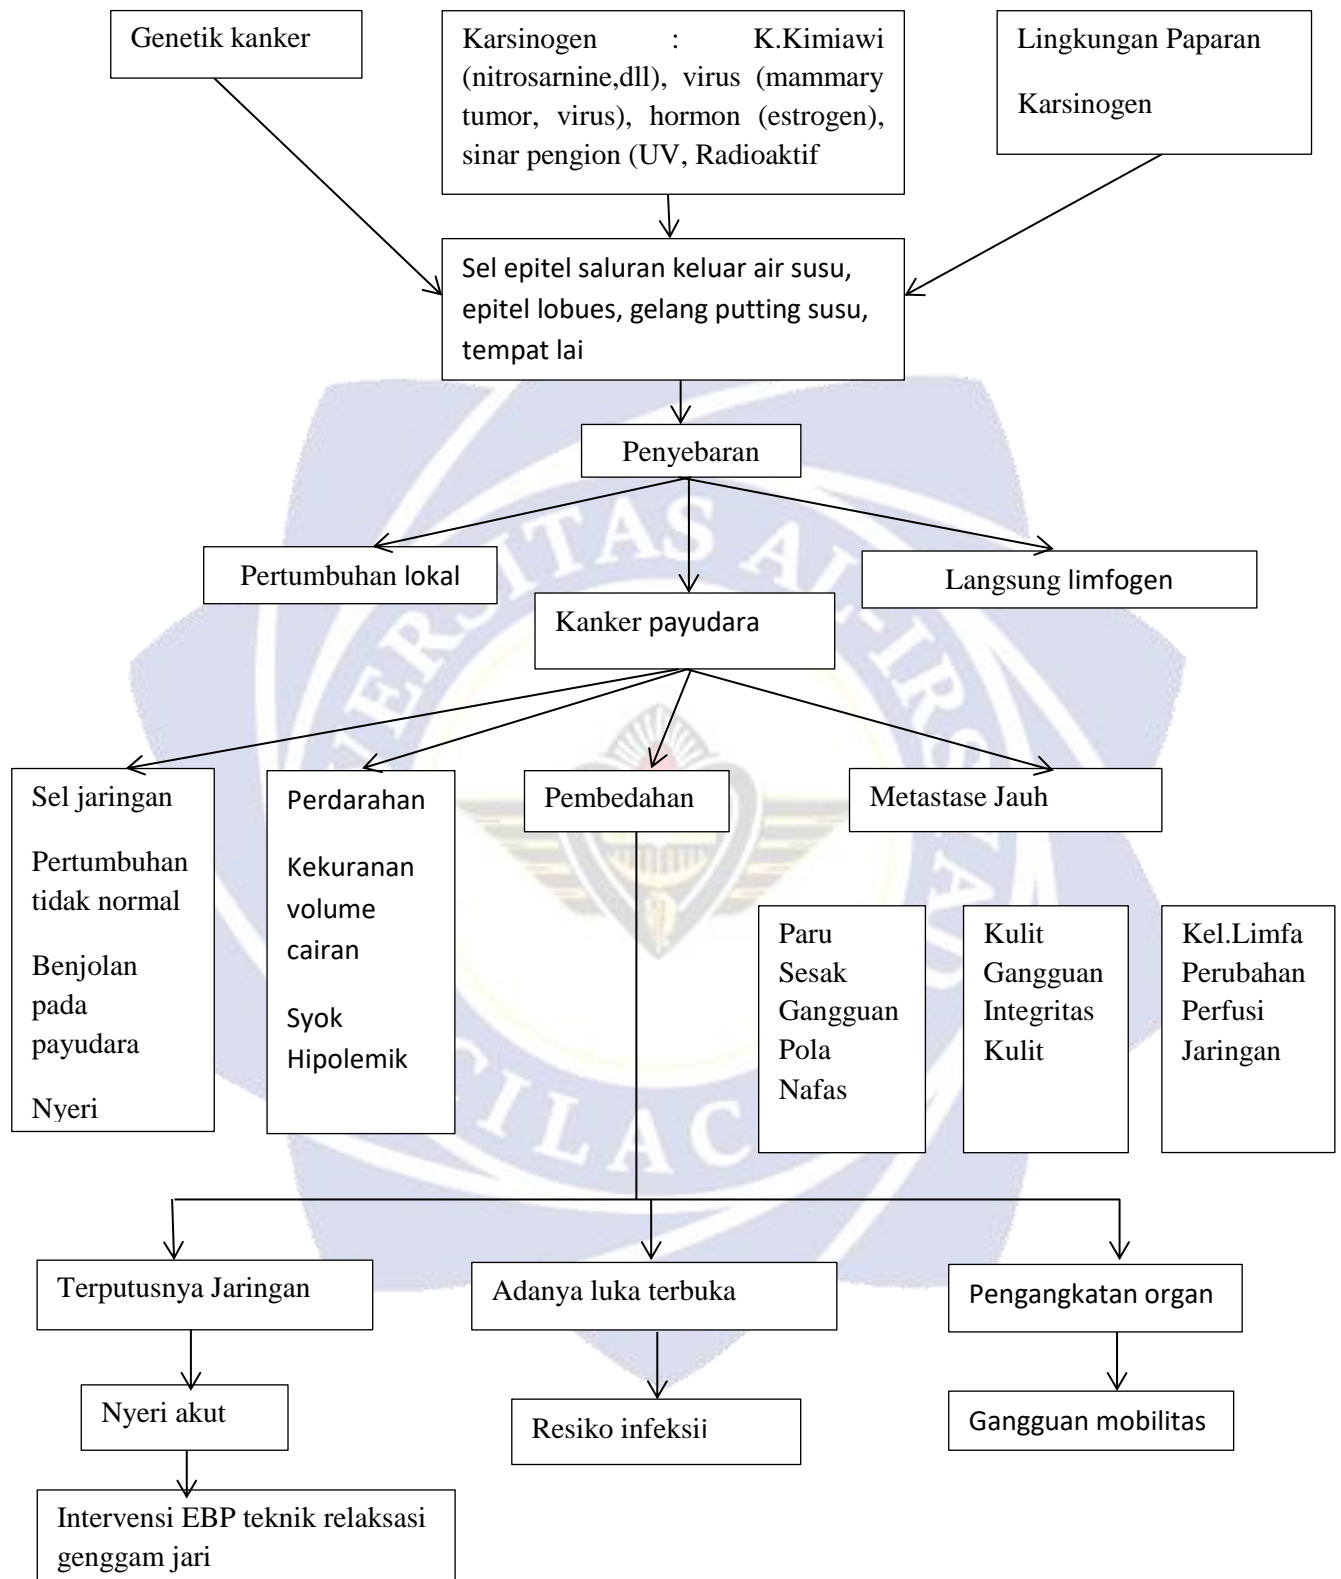 Genetik kanker
Karsinogen : K.Kimiawi
(nitrosarnine,dll), virus (mammary
tumor, virus), hormon (estrogen),
sinar pengion (UV, Radioaktif
Lingkungan Paparan
Karsinogen
Sel epitel saluran keluar air susu,
epitel lobues, gelang putting susu,
tempat lai
Penyebaran
Pertumbuhan lokal
Kanker payudara
Langsung limfogen
Sel jaringan
Pertumbuhan
tidak normal
Benjolan
pada
payudara
Nyeri
Perdarahan
Kekuranan
volume
cairan
Syok
Hipolemik
Pembedahan
Metastase Jauh
Paru
Sesak
Gangguan
Pola
Nafas
Kulit
Gangguan
Integritas
Kulit
Kel.Limfa
Perubahan
Perfusi
Jaringan
Terputusnya Jaringan
Adanya luka terbuka
Pengangkatan organ
Nyeri akut
Resiko infeksii
Gangguan mobilitas
Intervensi EBP teknik relaksasi
genggam jari